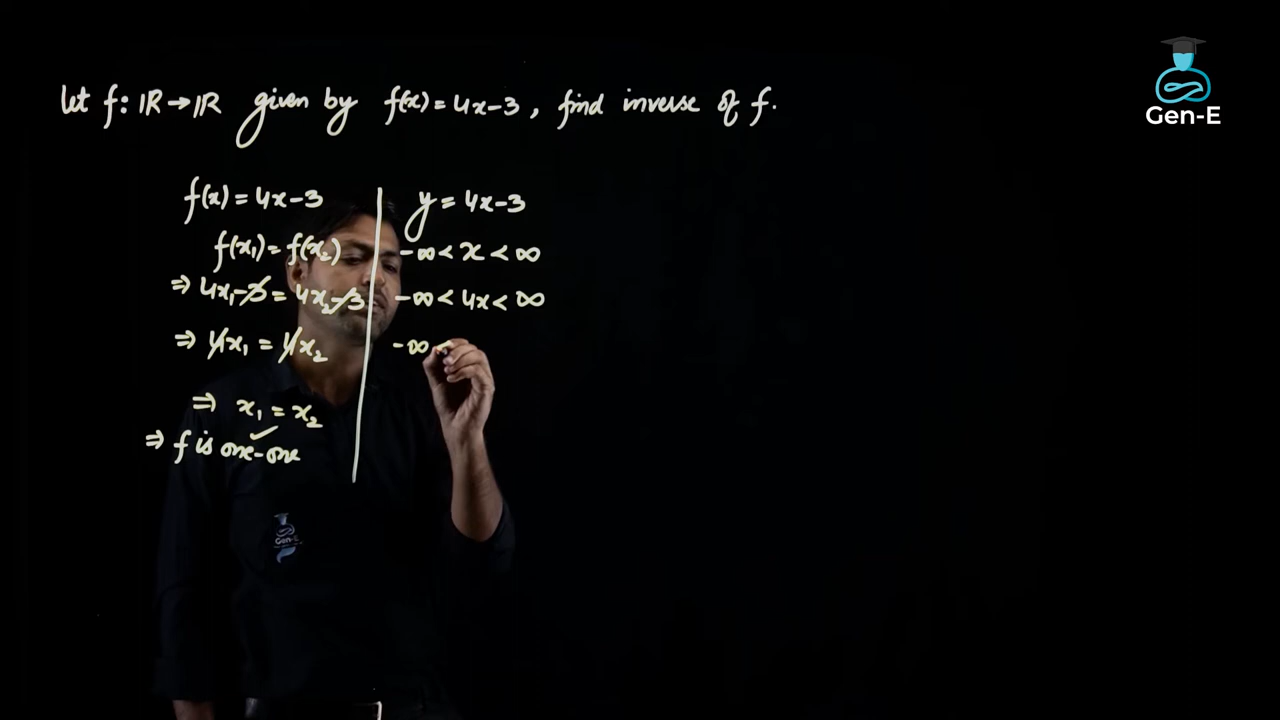 let f: IR → IR given by f(x) = 4x-3, find inverse of f.
Gen-E
f(x) = 4x-3
f(x₁) = f(x₂)
⇒ 4x₁-3 = 4x₂-3
⇒ 4x₁ = 4x₂
⇒ x₁ = x₂
⇒ f is one-one
y = 4x-3
-∞ < x < ∞
-∞ < 4x < ∞
-∞ <
Gen-E